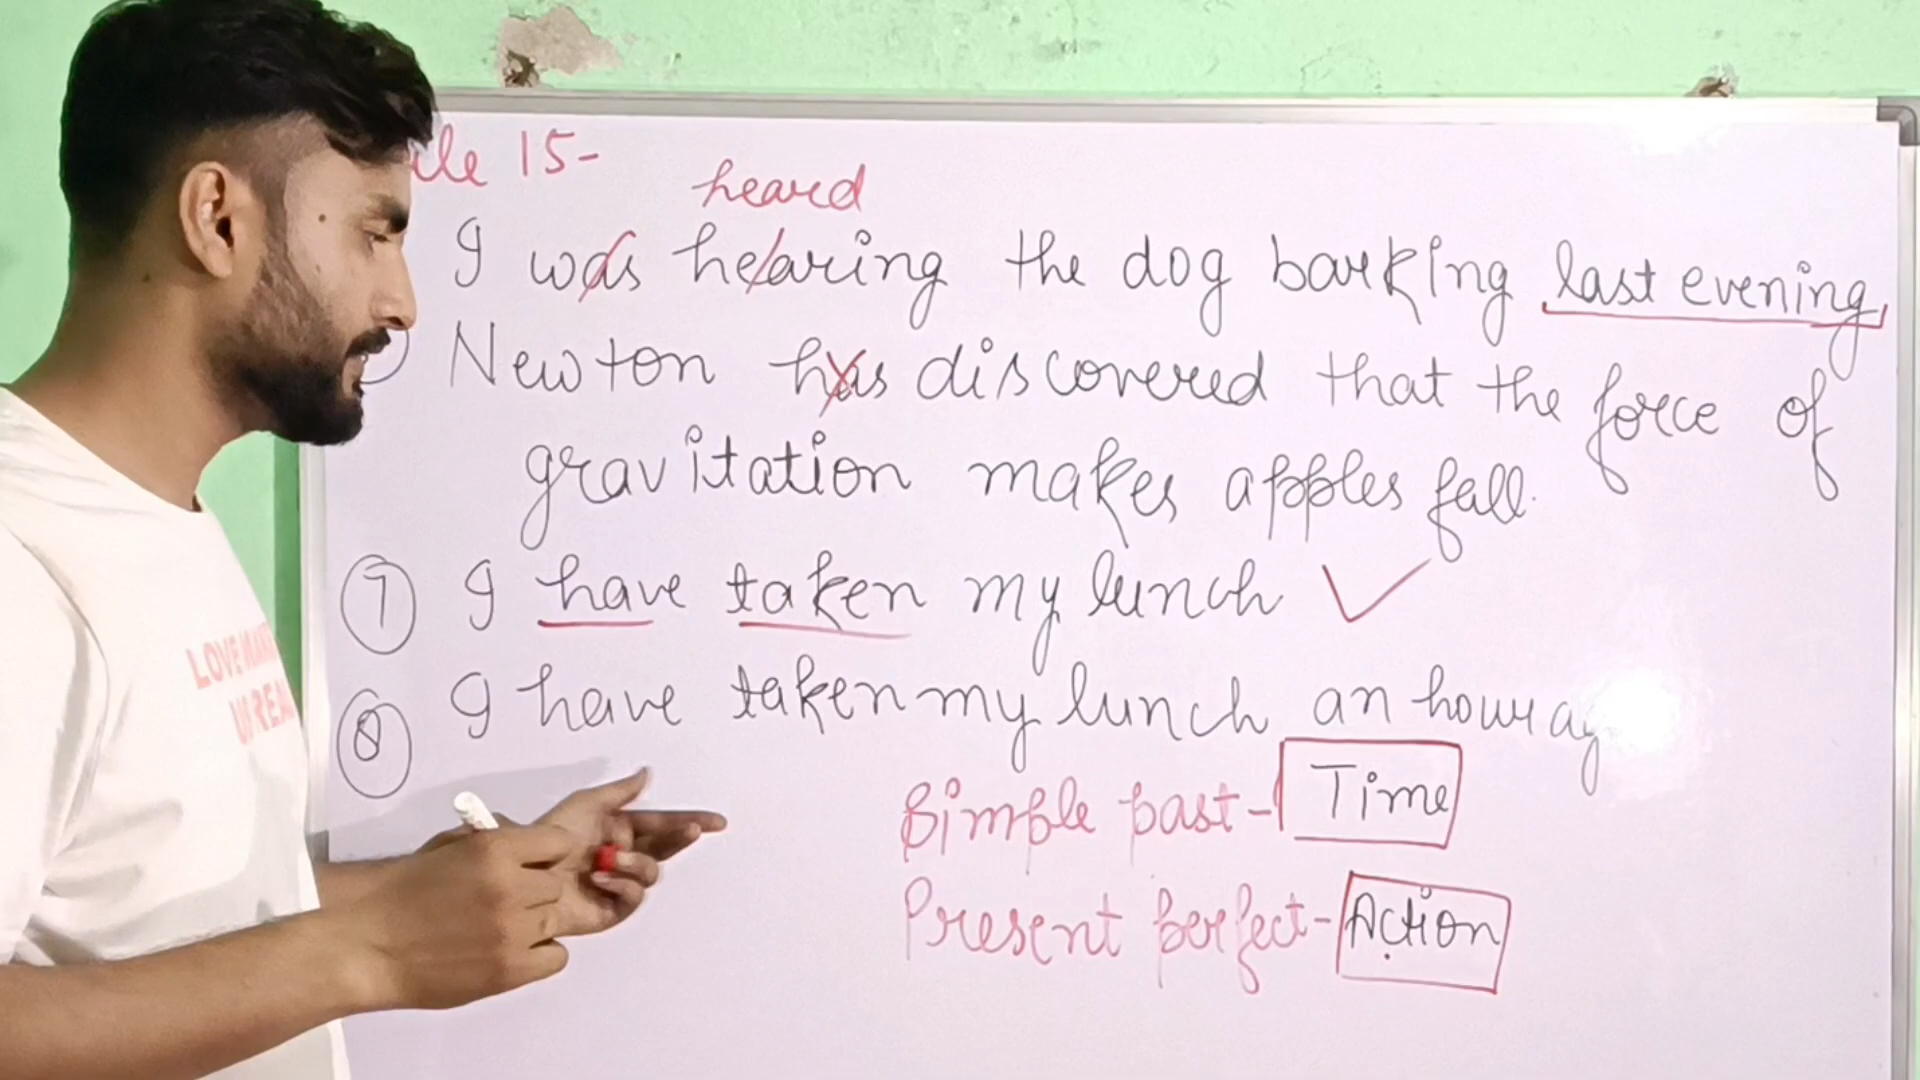 15-
heard
I was hearing the dog barking last evening
Newton has discovered that the force of
gravitation makes apples fall.
7 I have taken my lunch
8 I have taken my lunch an hour ag
Simple past - Time
Present perfect - Action
LOVE